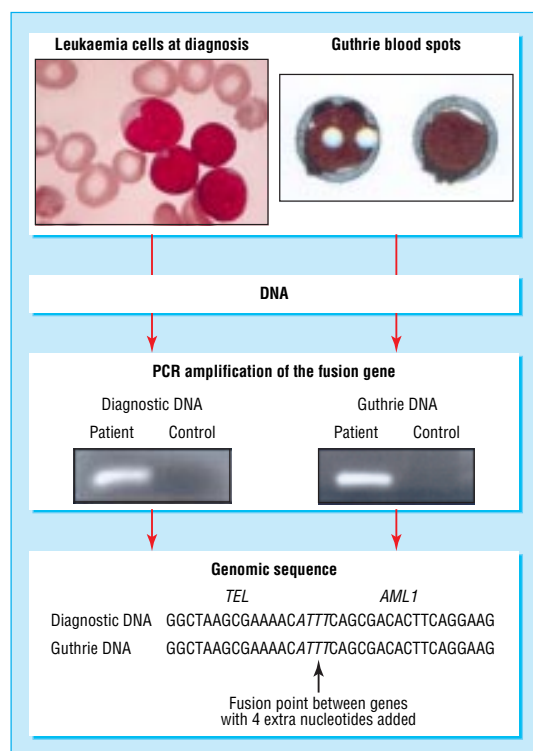 Leukaemia cells at diagnosis
Guthrie blood spots
DNA
PCR amplification of the fusion gene
Diagnostic DNA
Guthrie DNA
Patient Control
Patient Control
Genomic sequence
TEL AML1
Diagnostic DNA GGCTAAGCGAAAACATTTCAGCGACACTTCAGGAAG
Guthrie DNA GGCTAAGCGAAAACATTTCAGCGACACTTCAGGAAG
Fusion point between genes
with 4 extra nucleotides added